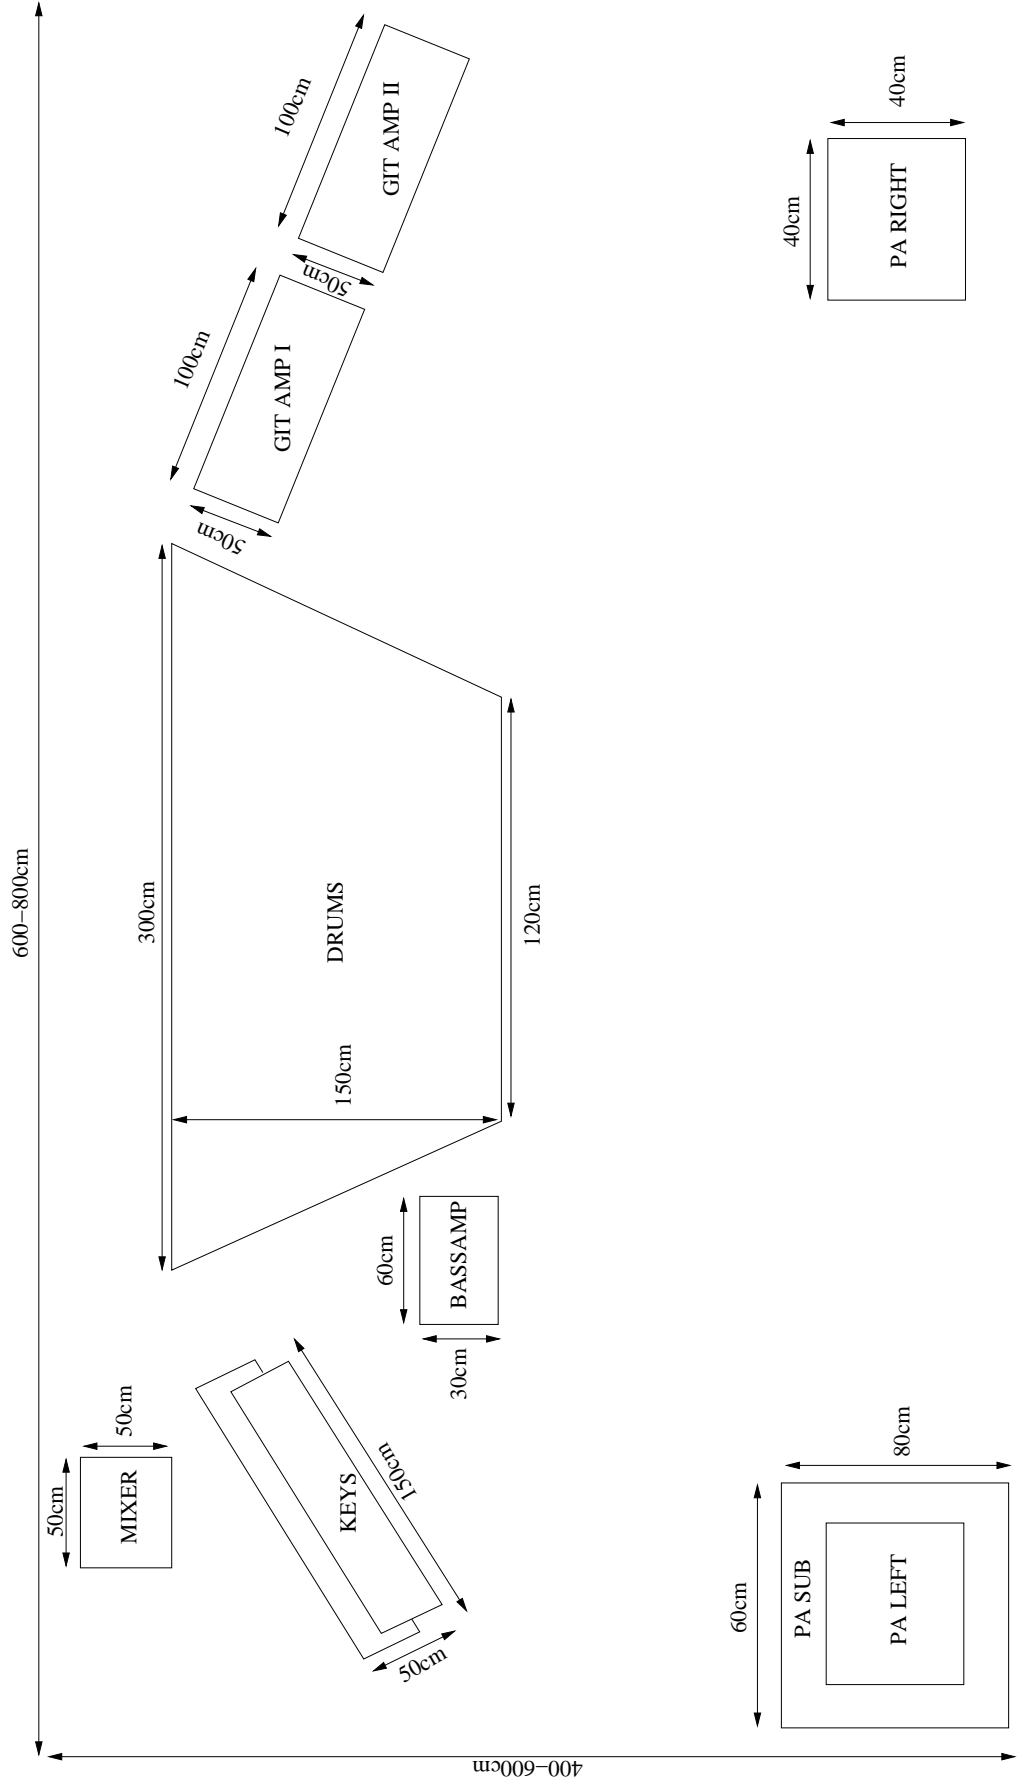 600-800cm
400-600cm
MIXER
50cm
50cm
KEYS
150cm
50cm
BASSAMP
60cm
30cm
DRUMS
300cm
150cm
120cm
GIT AMP I
100cm
50cm
GIT AMP II
100cm
50cm
PA SUB
PA LEFT
60cm
80cm
PA RIGHT
40cm
40cm